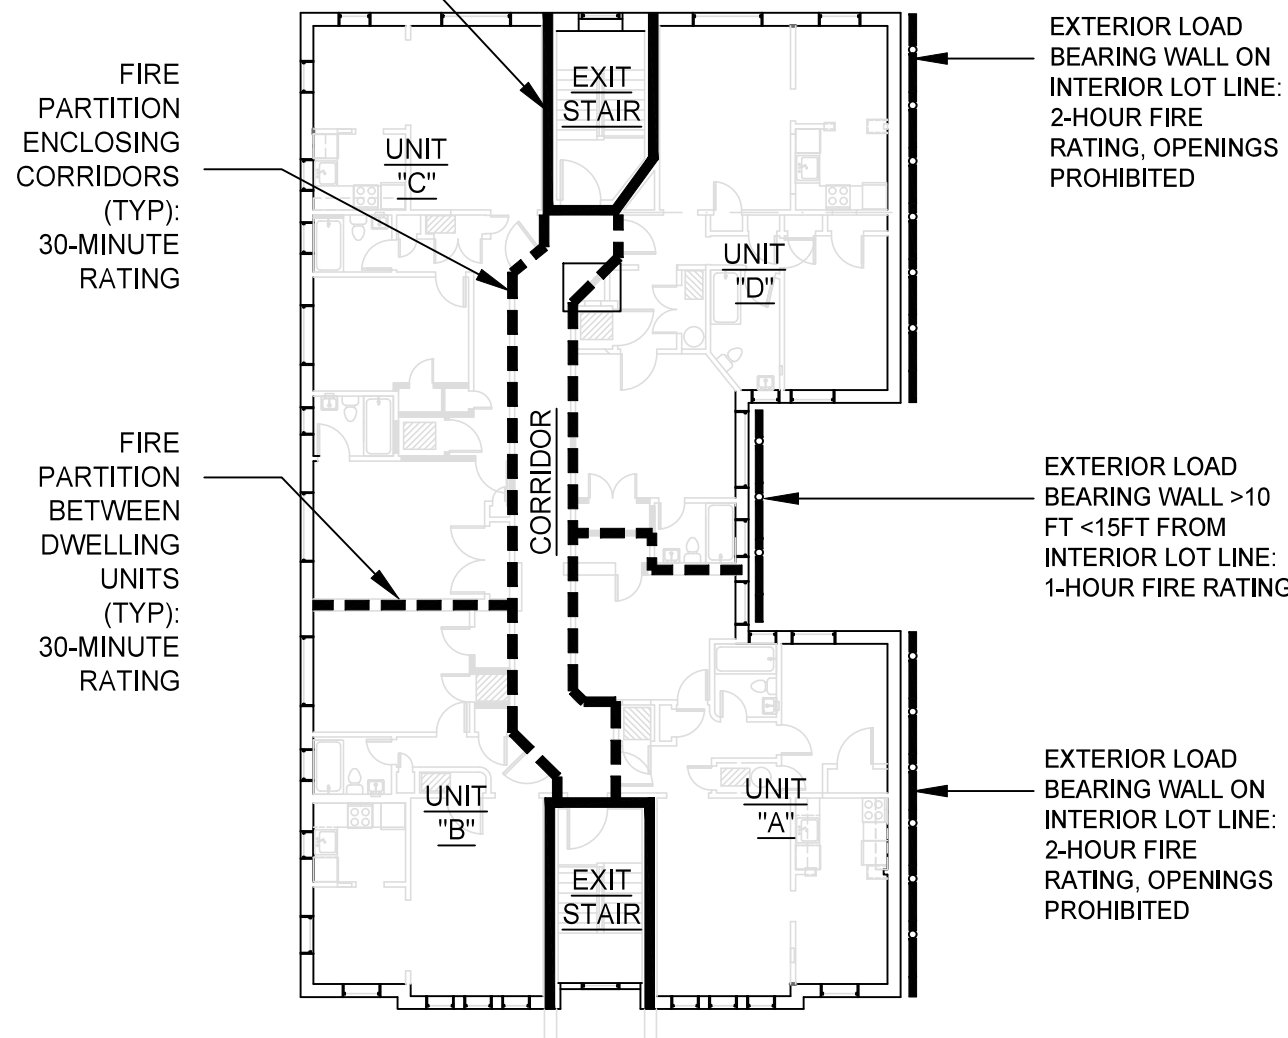 FIRE
PARTITION
ENCLOSING
CORRIDORS
(TYP):
30-MINUTE
RATING
FIRE
PARTITION
BETWEEN
DWELLING
UNITS
(TYP):
30-MINUTE
RATING
EXIT
STAIR
UNIT
"C"
UNIT
"D"
CORRIDOR
UNIT
"B"
UNIT
"A"
EXIT
STAIR
EXTERIOR LOAD
BEARING WALL ON
INTERIOR LOT LINE:
2-HOUR FIRE
RATING, OPENINGS
PROHIBITED
EXTERIOR LOAD
BEARING WALL >10
FT <15FT FROM
INTERIOR LOT LINE:
1-HOUR FIRE RATING
EXTERIOR LOAD
BEARING WALL ON
INTERIOR LOT LINE:
2-HOUR FIRE
RATING, OPENINGS
PROHIBITED